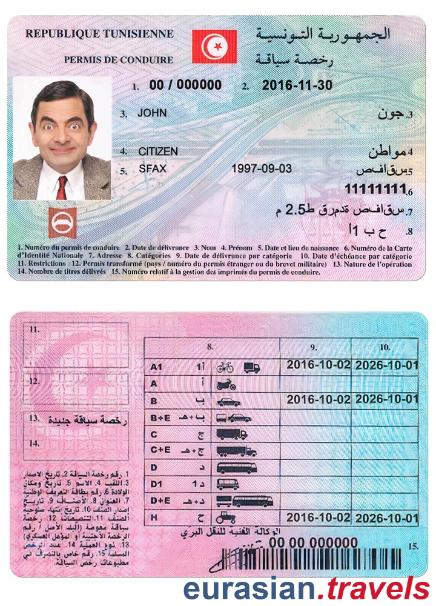 REPUBLIQUE TUNISIENNE الجمهورية التونسية
PERMIS DE CONDUIRE رخصة سياقة
1. 00 / 000000 2. 2016-11-30
3. JOHN جون .3
4. CITIZEN مواطن 4.
5. SFAX 1997-09-03 سفاقص 5.
11111111.6
م 2.5 7.
ح ب أ1 8.
1. Numéro du permis de conduire 2. Date de délivrance 3. Nom 4. Prénom 5. Date et lieu de naissance 6. Numéro de la Carte
d'Identité Nationale 7. Adresse 8. Catégories 9. Date de délivrance par catégorie 10. Date d'échéance par catégorie
11. Restrictions 12. Permis transformé (pays / numéro du permis étranger ou du brevet militaire) 13. Nature de l'opération
14. Nombre de titres délivrés 15. Numéro relatif à la gestion des imprimés du permis de conduire.
11.
12.
13. رخصة سياقة جديدة
14.
1. رقم رخصة السياقة 2. تاريخ الإصدار
3. اللقب 4. الاسم 5. تاريخ ومكان
الولادة 6. رقم بطاقة التعريف الوطنية
7. العنوان 8. الأصناف 9. تاريخ
إصدار الصنف 10. تاريخ إنتهاء صلوحية
الصنف 11. التنصيصات 12. رخصة
سياقة معوضة (البلد الأصلي / رقم
الرخصة الأجنبية أو المؤهل العسكري)
13. نوع العملية 14. عدد الرخص
المسلمة 15. رقم خاص بالتصرف في
مطبوعات رخص السياقة.
8. 9. 10.
A1 أ1 2016-10-02 2026-10-01
A أ
B ب 2016-10-02 2026-10-01
B+E ب+هـ
C ج
C+E ج+هـ
D د
D1 د1
D+E د+هـ
H ح 2016-10-02 2026-10-01
الوكالة الفنية للنقل البري
00 00 000000 15.
eurasian.travels